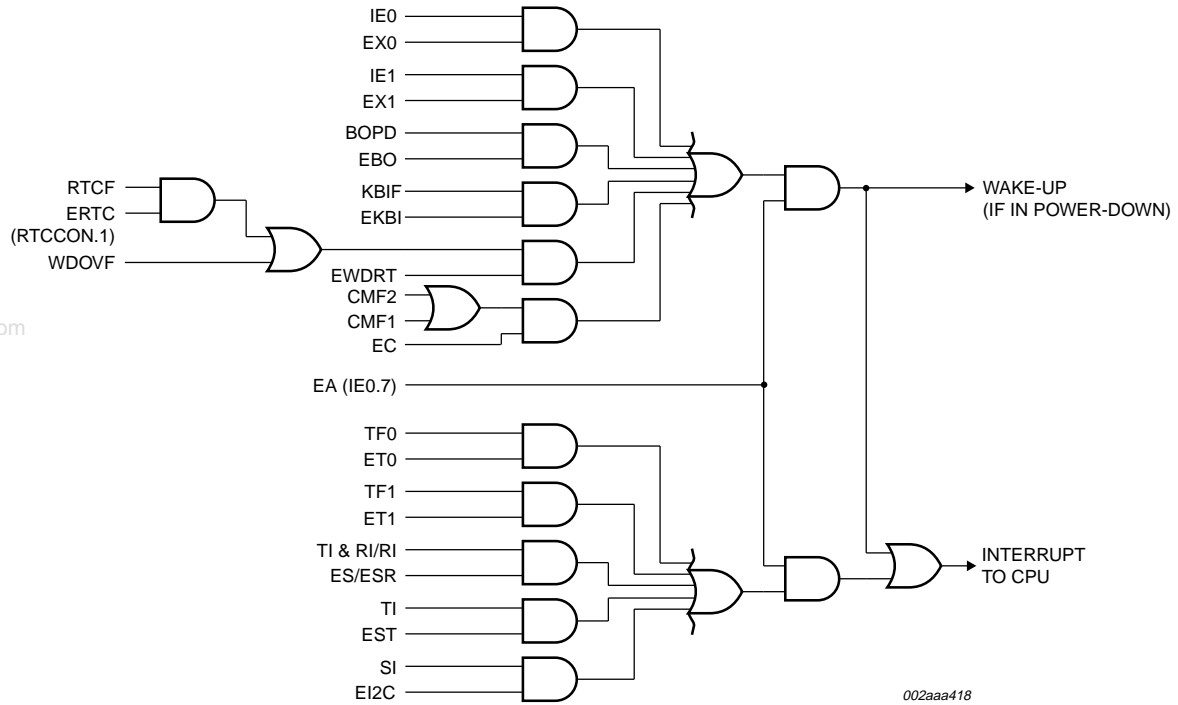 IE0
EX0
IE1
EX1
BOPD
EBO
RTCF
ERTC
(RTCCON.1)
WDOVF
KBIF
EKBI
EWDRT
CMF2
CMF1
EC
om
EA (IE0.7)
WAKE-UP
(IF IN POWER-DOWN)
TF0
ET0
TF1
ET1
TI & RI/RI
ES/ESR
TI
EST
SI
EI2C
INTERRUPT
TO CPU
002aaa418